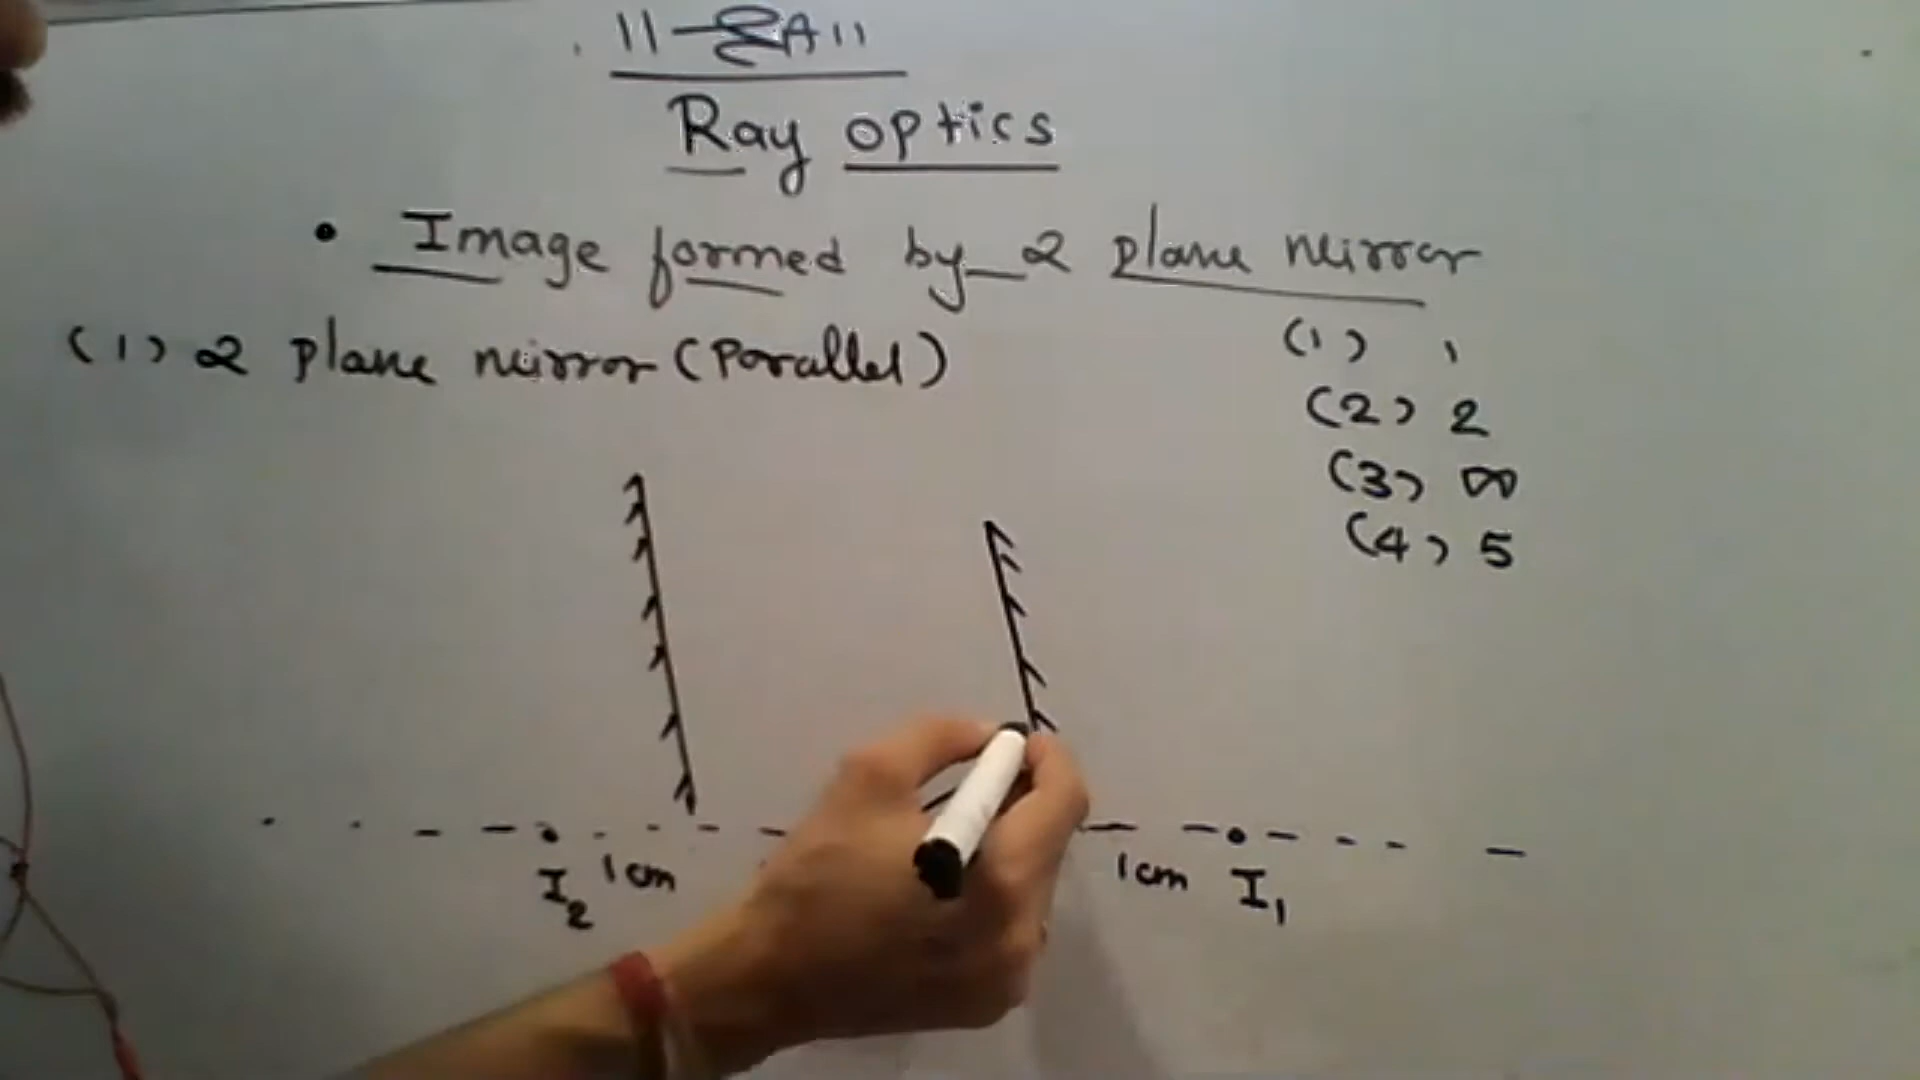 Ray optics
• Image formed by 2 plane mirror
(1) 2 plane mirror (Parallel)
(1) 1
(2) 2
(3) ∞
(4) 5
I2 1cm 1cm I1